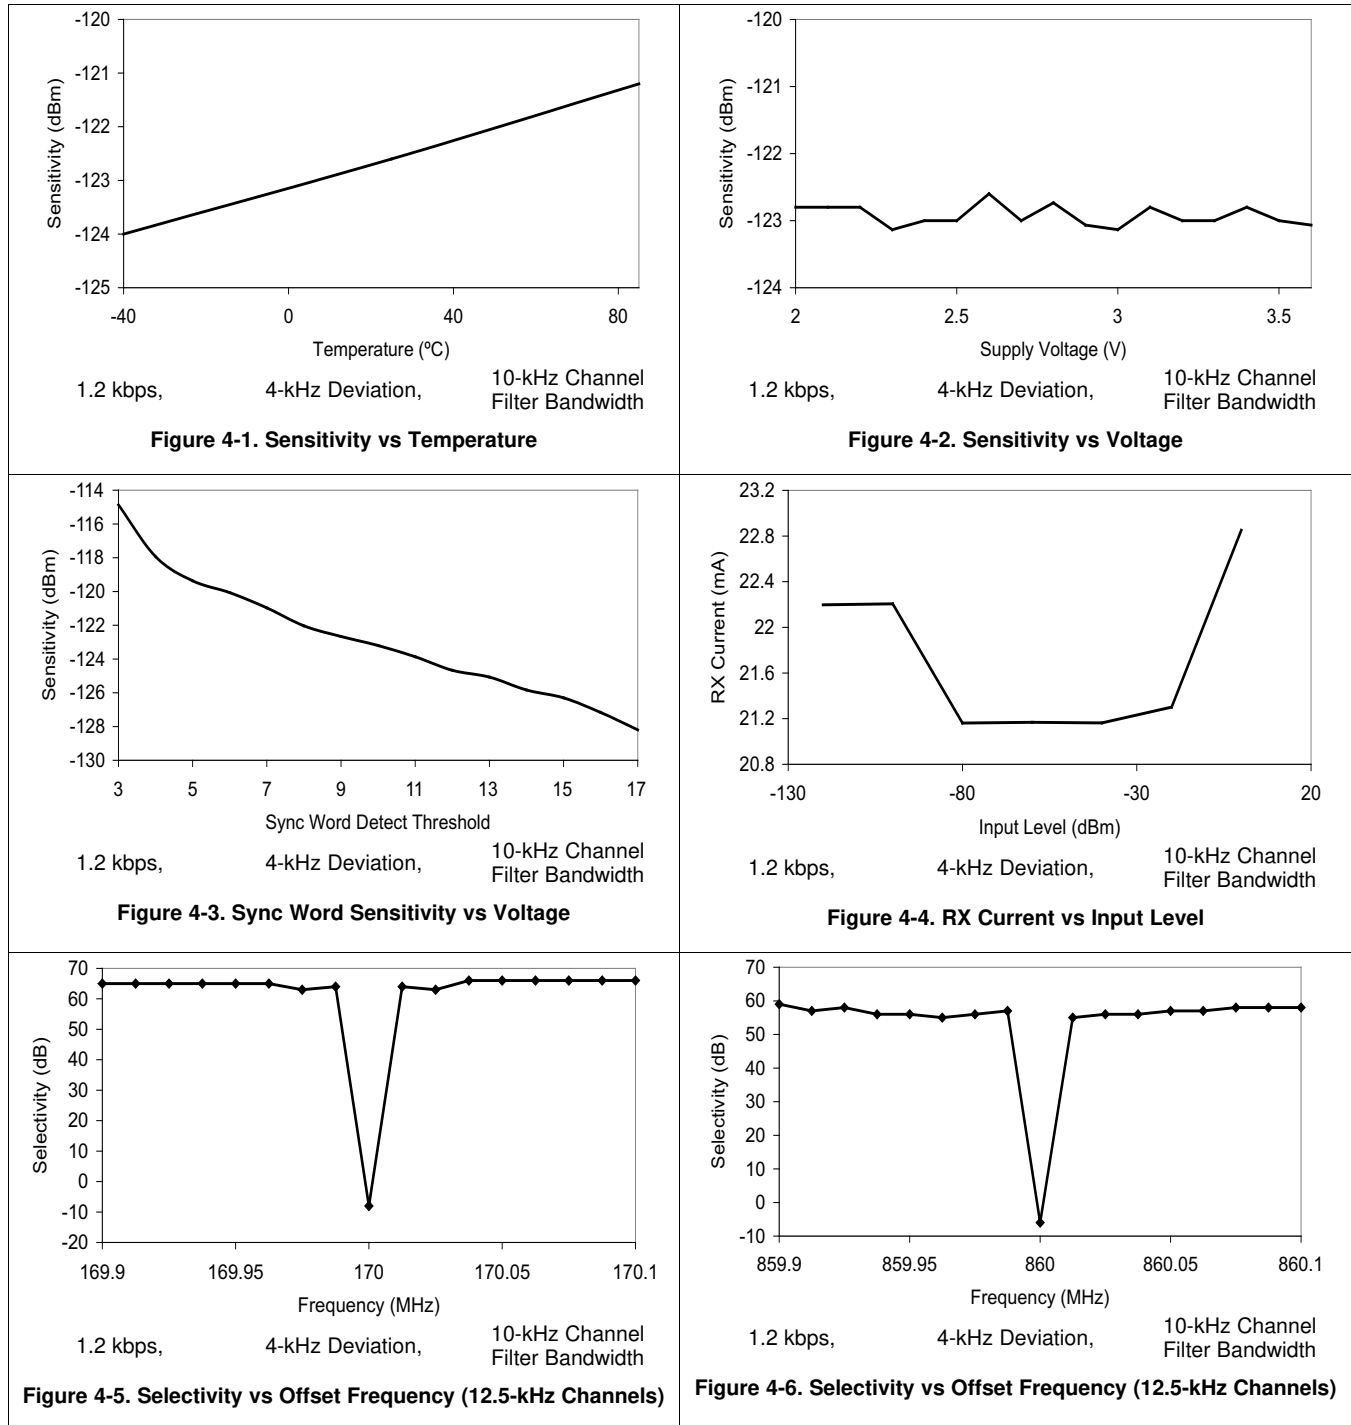 -120
-121
-122
-123
-124
-125
Sensitivity (dBm)
-40 0 40 80
Temperature (ºC)
1.2 kbps, 4-kHz Deviation, 10-kHz Channel
Filter Bandwidth
Figure 4-1. Sensitivity vs Temperature
-120
-121
-122
-123
-124
Sensitivity (dBm)
2 2.5 3 3.5
Supply Voltage (V)
1.2 kbps, 4-kHz Deviation, 10-kHz Channel
Filter Bandwidth
Figure 4-2. Sensitivity vs Voltage
-114
-116
-118
-120
-122
-124
-126
-128
-130
Sensitivity (dBm)
3 5 7 9 11 13 15 17
Sync Word Detect Threshold
1.2 kbps, 4-kHz Deviation, 10-kHz Channel
Filter Bandwidth
Figure 4-3. Sync Word Sensitivity vs Voltage
23.2
22.8
22.4
22
21.6
21.2
20.8
RX Current (mA)
-130 -80 -30 20
Input Level (dBm)
1.2 kbps, 4-kHz Deviation, 10-kHz Channel
Filter Bandwidth
Figure 4-4. RX Current vs Input Level
70
60
50
40
30
20
10
0
-10
-20
Selectivity (dB)
169.9 169.95 170 170.05 170.1
Frequency (MHz)
1.2 kbps, 4-kHz Deviation, 10-kHz Channel
Filter Bandwidth
Figure 4-5. Selectivity vs Offset Frequency (12.5-kHz Channels)
70
60
50
40
30
20
10
0
-10
Selectivity (dB)
859.9 859.95 860 860.05 860.1
Frequency (MHz)
1.2 kbps, 4-kHz Deviation, 10-kHz Channel
Filter Bandwidth
Figure 4-6. Selectivity vs Offset Frequency (12.5-kHz Channels)